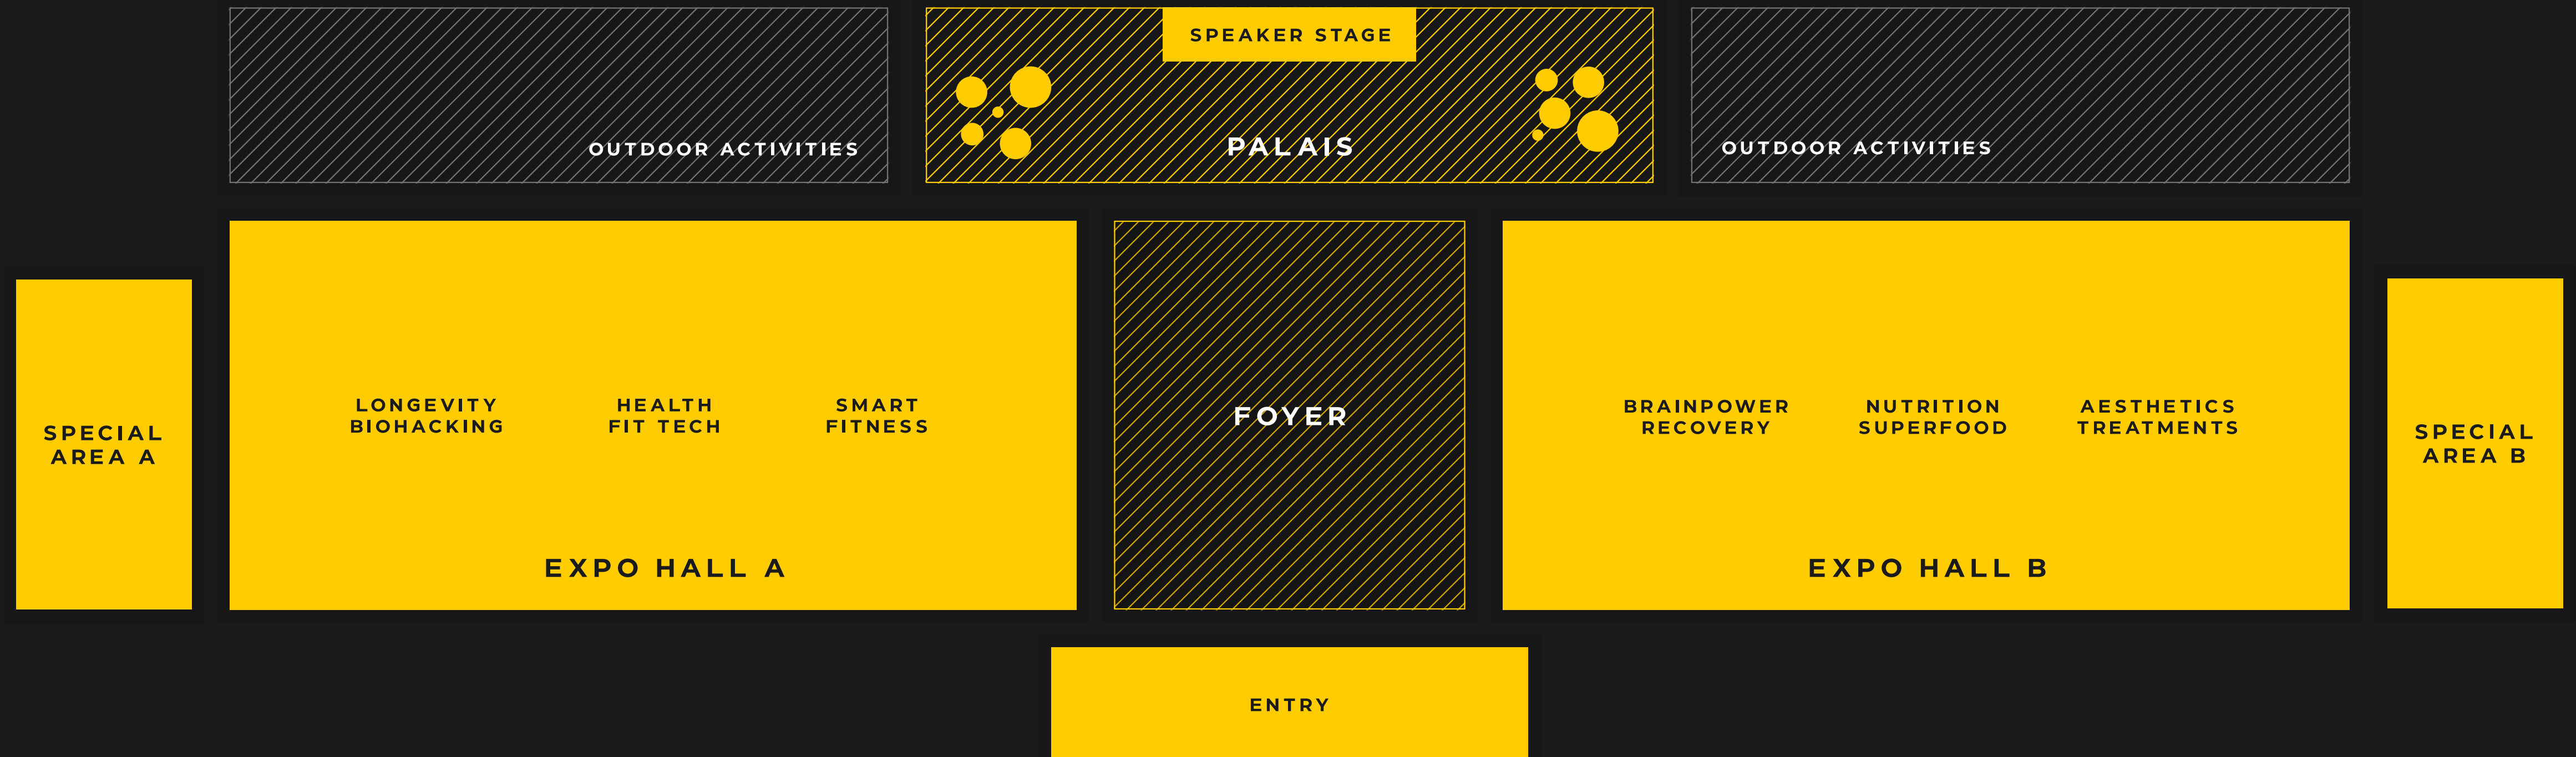 SPEAKER STAGE
OUTDOOR ACTIVITIES
PALAIS
OUTDOOR ACTIVITIES
SPECIAL
AREA A
LONGEVITY
BIOHACKING
HEALTH
FIT TECH
SMART
FITNESS
EXPO HALL A
FOYER
BRAINPOWER
RECOVERY
NUTRITION
SUPERFOOD
AESTHETICS
TREATMENTS
EXPO HALL B
SPECIAL
AREA B
ENTRY